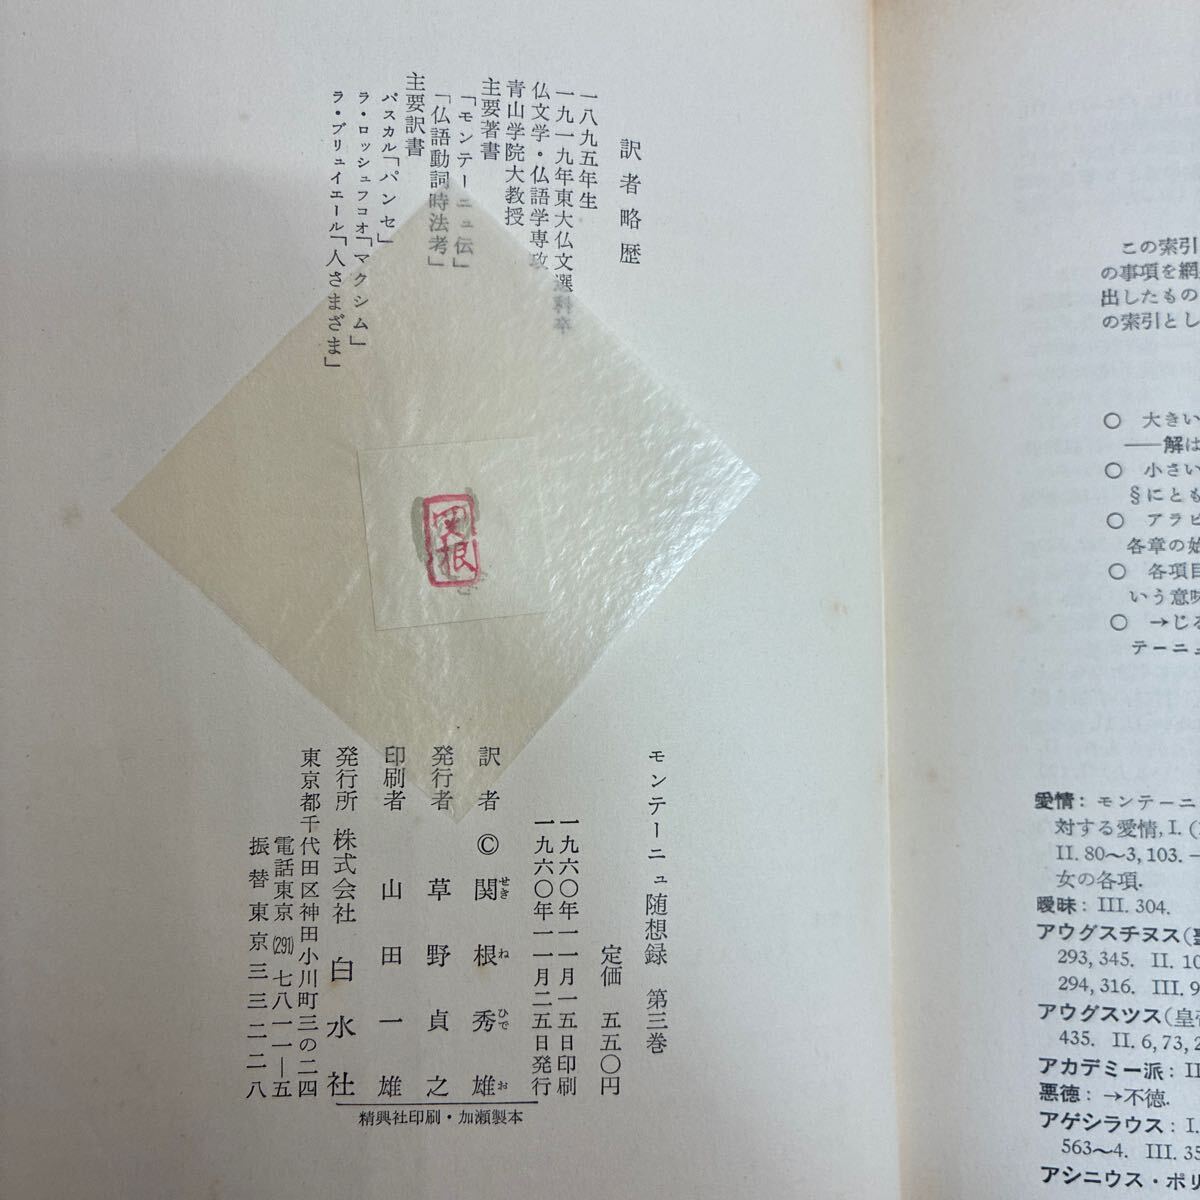 訳者略歴
一八九五年生
一九一九年東大仏文選科卒
仏文学・仏語学専攻
青山学院大教授
主要著書
「モンテーニュ伝」
「仏語動詞時法考」
主要訳書
パスカル「パンセ」
ラ・ロッシュフコオ「マクシム」
ラ・ブリュイエール「人さまざま」
関根
モンテーニュ随想録 第三巻
定価 五五〇円
一九六〇年一一月一五日印刷
一九六〇年一一月二五日発行
訳者 © 関根秀雄
せき ね ひで お
発行者 草野貞之
印刷者 山田一雄
発行所 株式会社 白水社
東京都千代田区神田小川町三の二四
電話東京(291)七八一一―五
振替東京三三二二八
精興社印刷・加瀬製本
この索引
の事項を網
出したもの
の索引とし
○ 大きい
――解は
○ 小さい
§にとも
○ アラビ
各章の始
○ 各項目
いう意味
○ →じる
テーニュ
愛情: モンテーニ
対する愛情, I. (
II. 80～3, 103. ―
女の各項.
曖昧: III. 304.
アウグスチヌス(
293, 345. II. 10
294, 316. III. 9
アウグスツス(皇帝
435. II. 6, 73, 2
アカデミー派: II
悪徳: →不徳.
アゲシラウス: I.
563～4. III. 35
アシニウス・ポリ